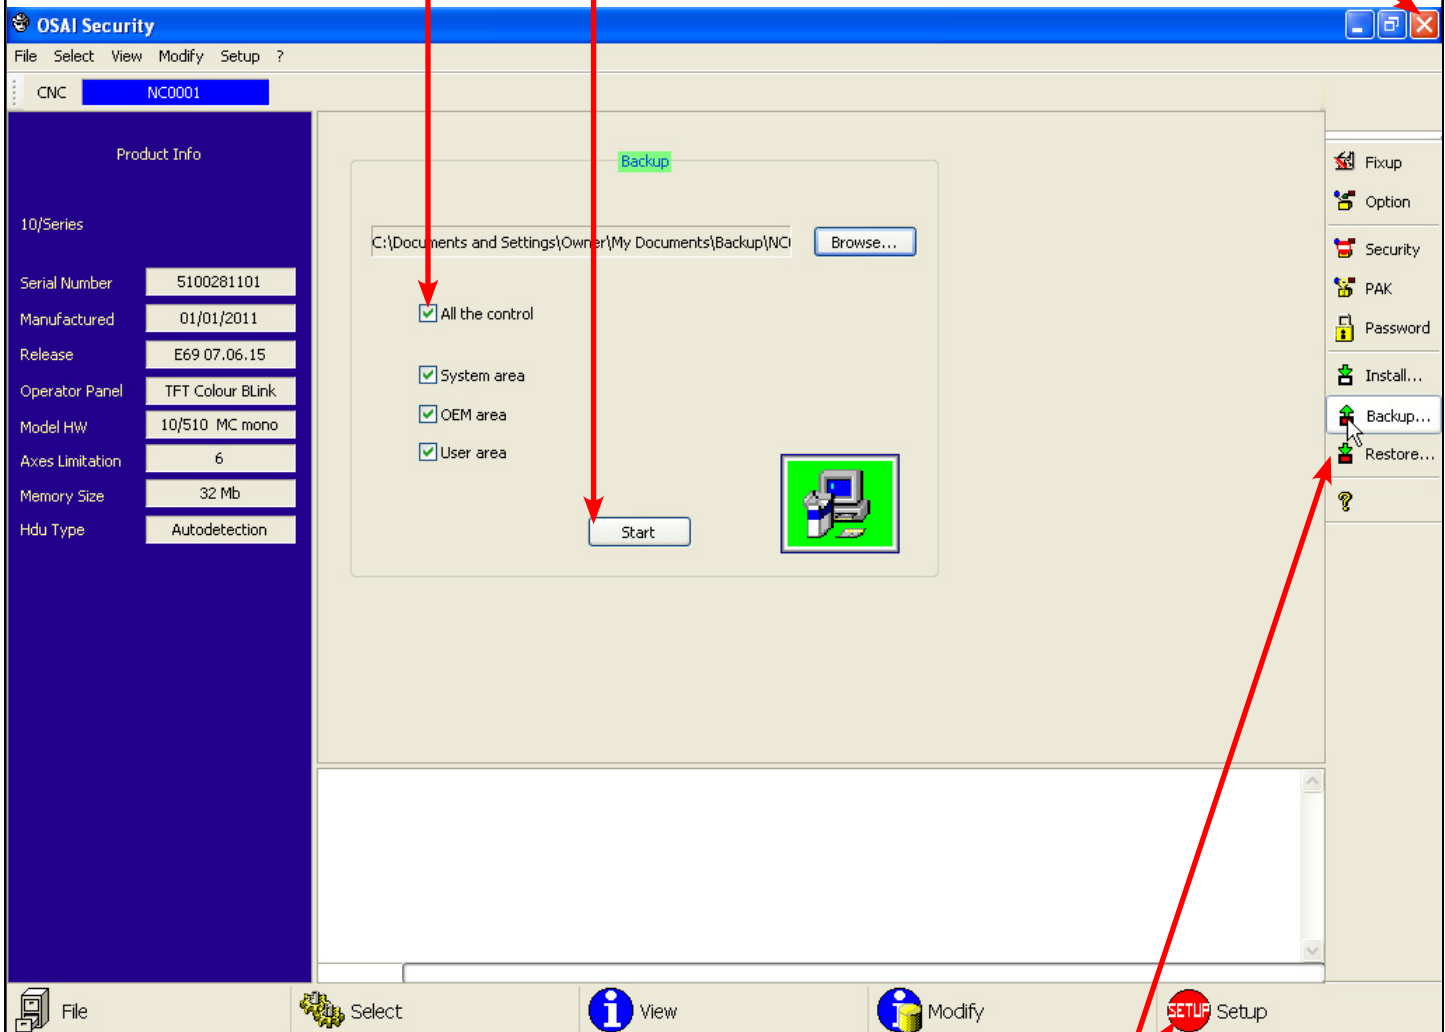 OSAI Security
File Select View Modify Setup ?
CNC NC0001
Product Info
10/Series
Serial Number 5100281101
Manufactured 01/01/2011
Release E69 07.06.15
Operator Panel TFT Colour BLink
Model HW 10/510 MC mono
Axes Limitation 6
Memory Size 32 Mb
Hdu Type Autodetection
Backup
C:\Documents and Settings\Owner\My Documents\Backup\NC Browse...
All the control
System area
OEM area
User area
Start
Fixup
Option
Security
PAK
Password
Install...
Backup...
Restore...
File Select View Modify SETUP Setup